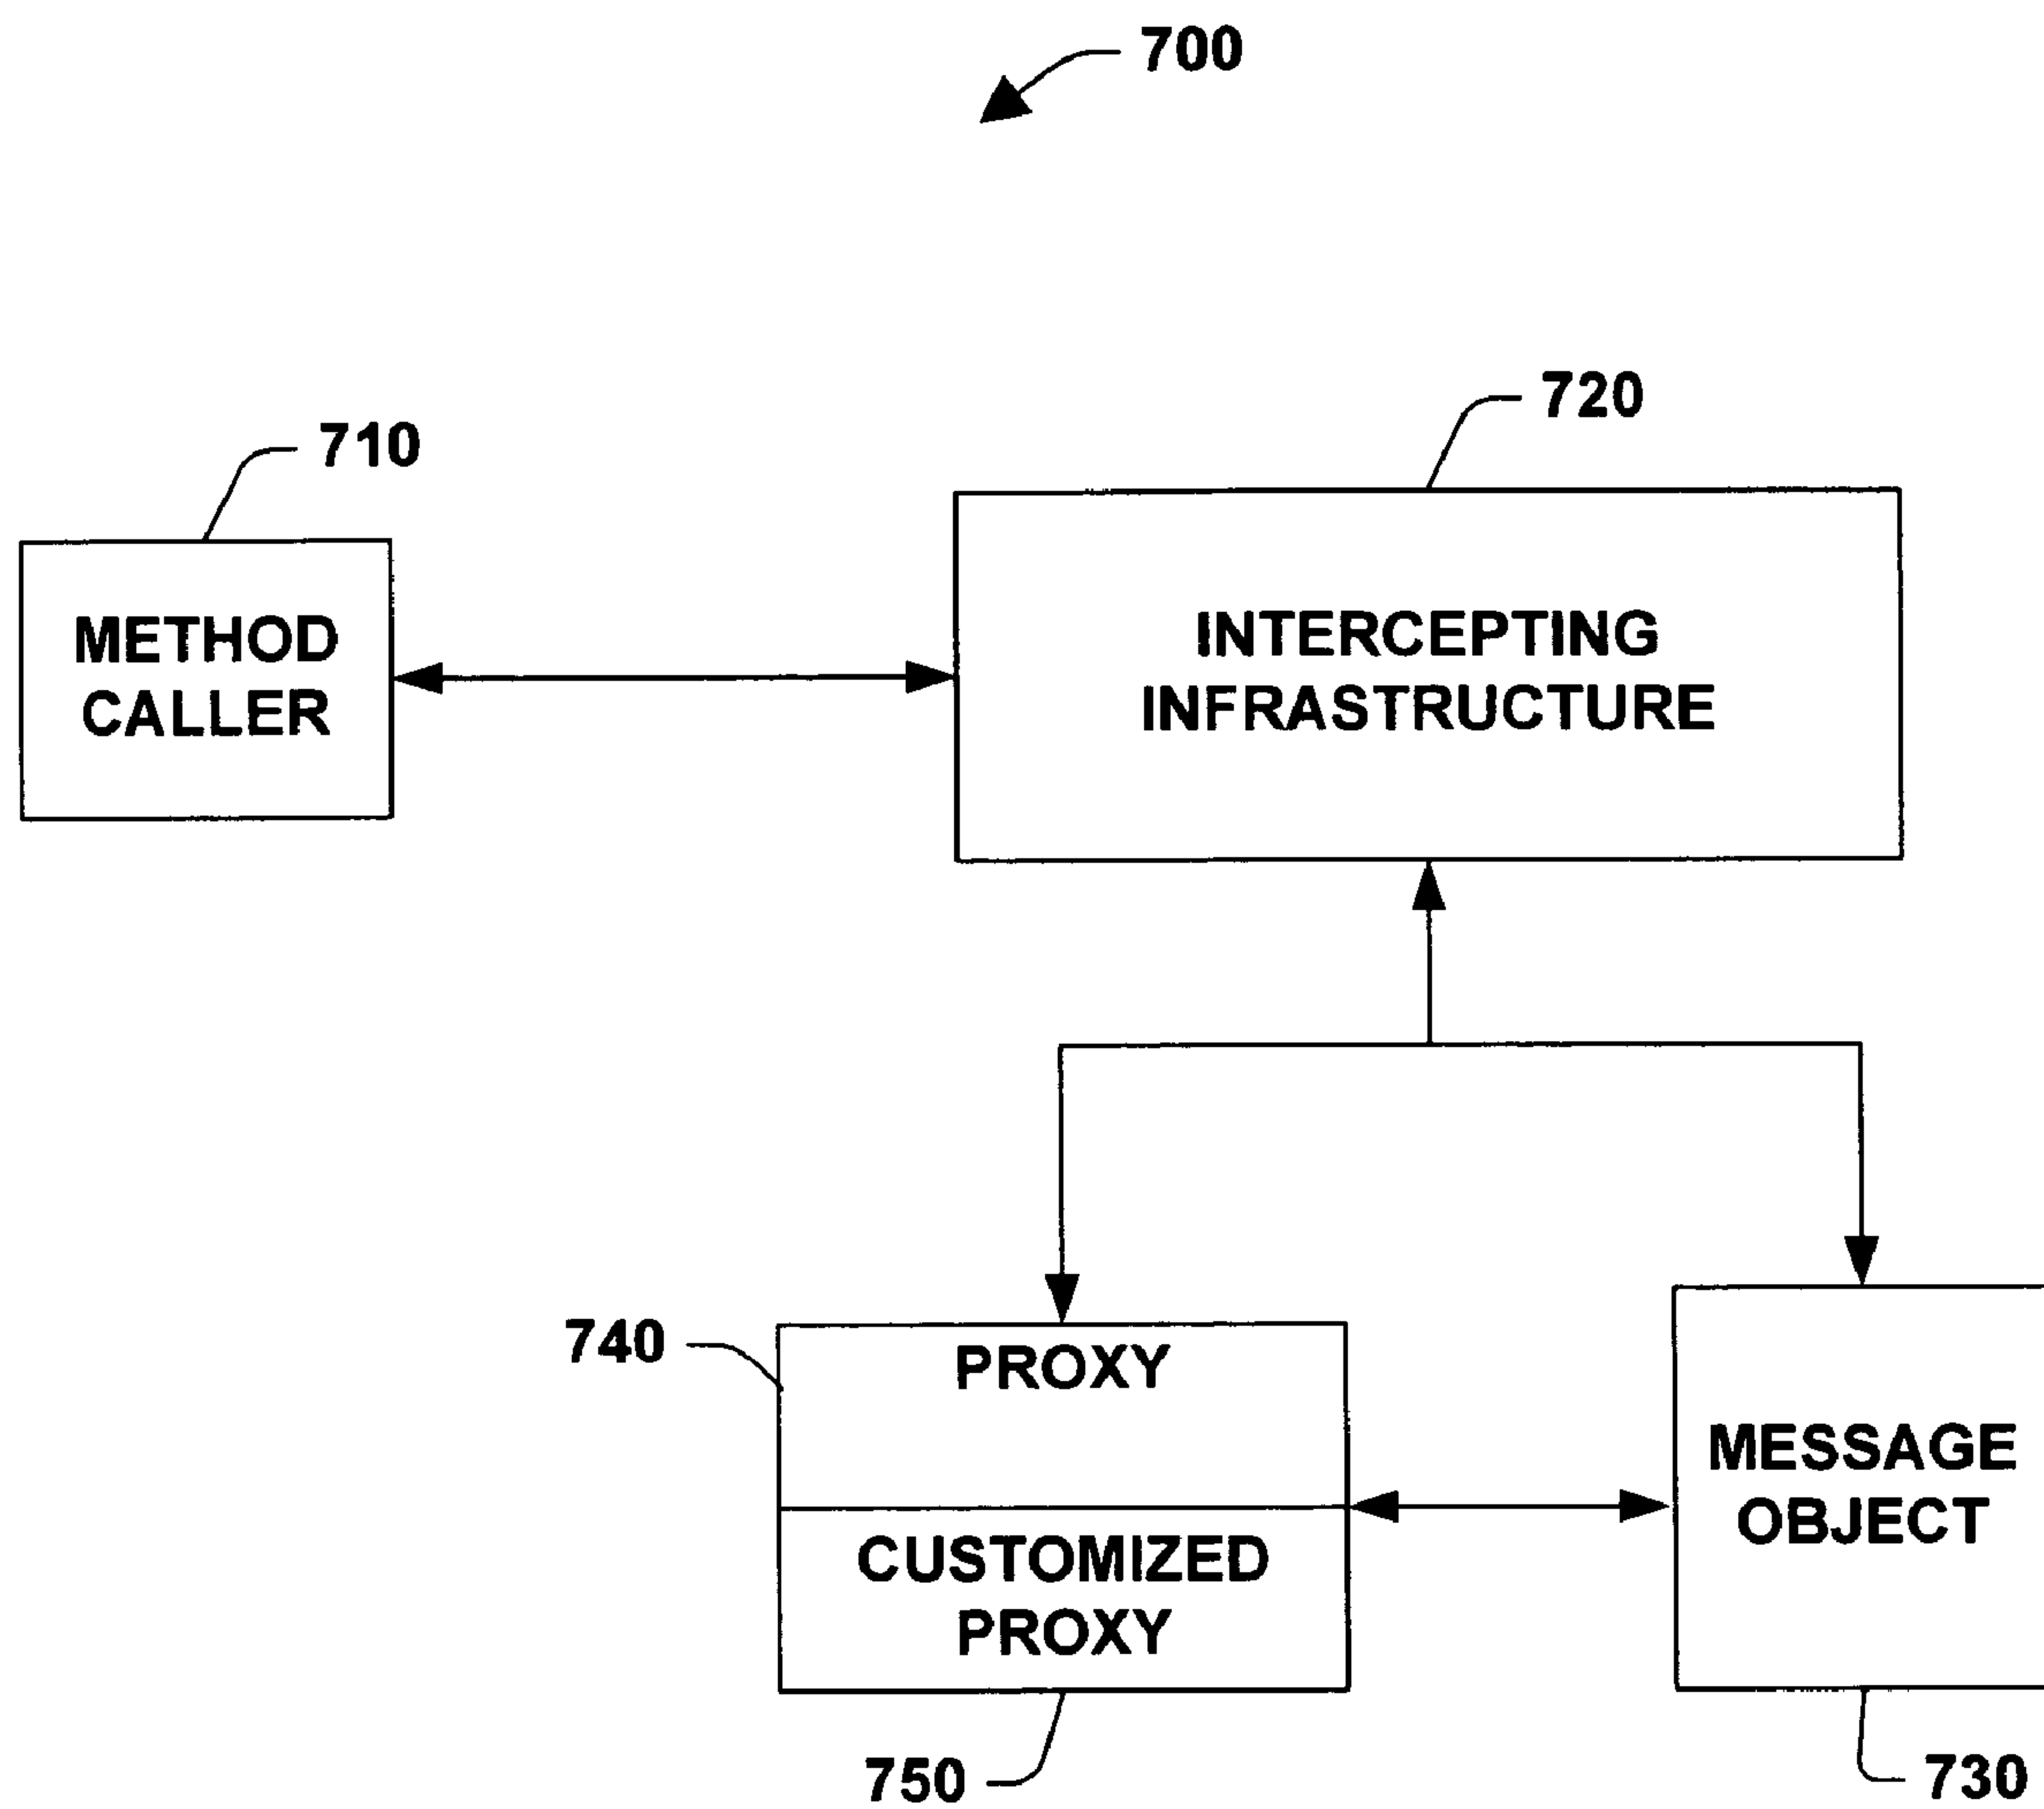 700
720
710
METHOD
CALLER
INTERCEPTING
INFRASTRUCTURE
740
PROXY
CUSTOMIZED
PROXY
MESSAGE
OBJECT
750
730